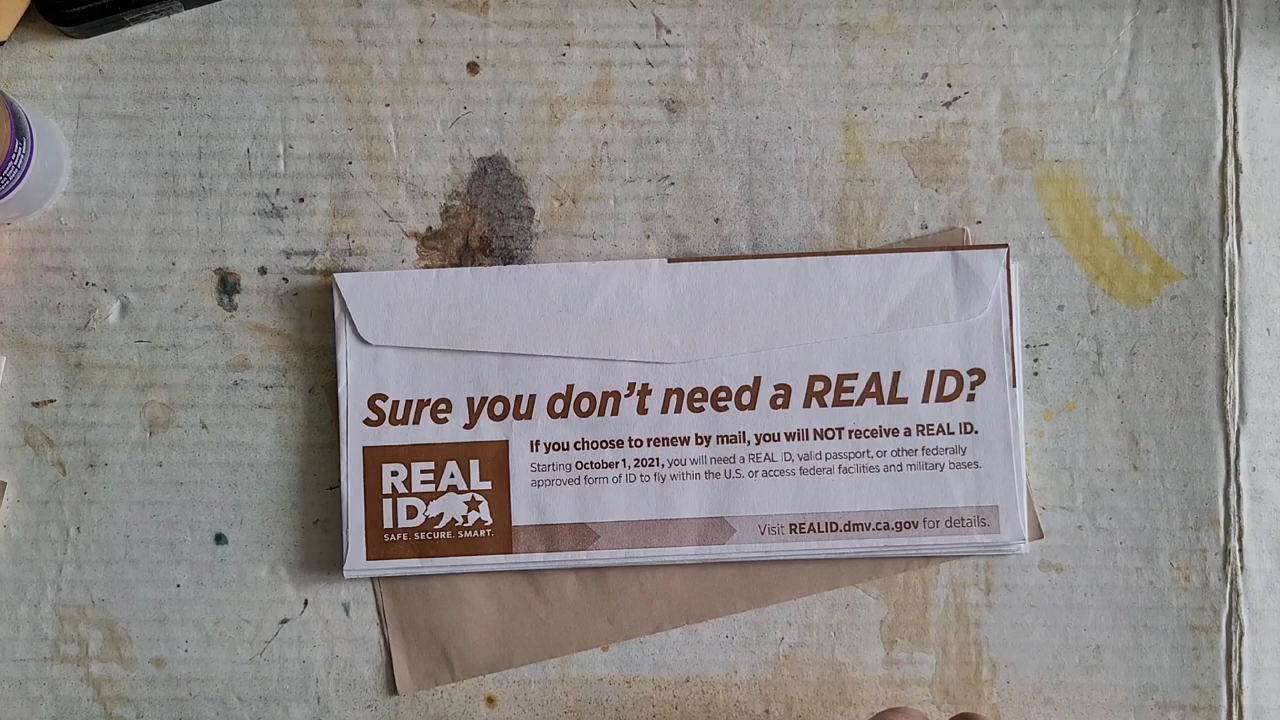 Sure you don't need a REAL ID?
If you choose to renew by mail, you will NOT receive a REAL ID.
Starting October 1, 2021, you will need a REAL ID, valid passport, or other federally
approved form of ID to fly within the U.S. or access federal facilities and military bases.
REAL
ID
SAFE. SECURE. SMART.
Visit REALID.dmv.ca.gov for details.